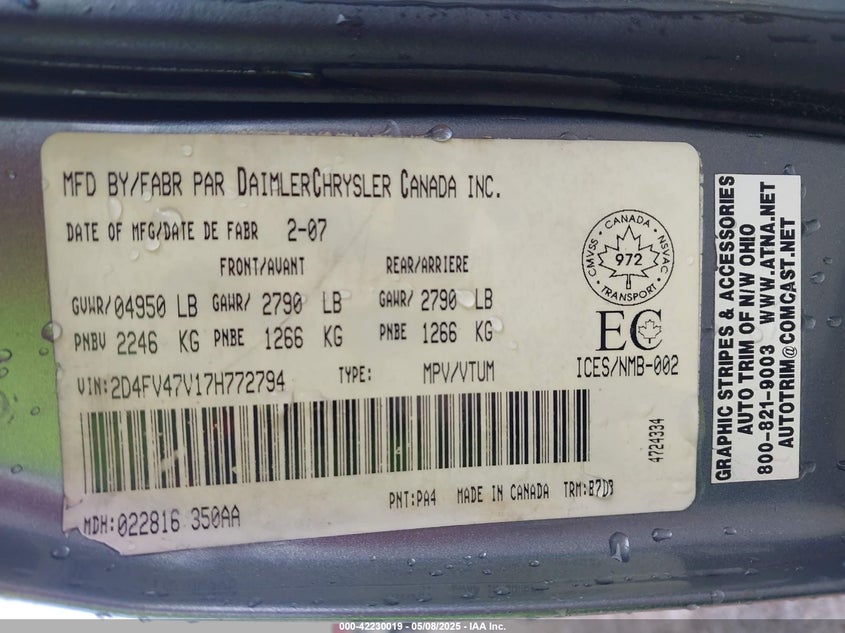 MFD BY/FABR PAR DAIMLERCHRYSLER CANADA INC.
DATE OF MFG/DATE DE FABR 2-07
FRONT/AVANT REAR/ARRIERE
GVWR/04950 LB GAWR/ 2790 LB GAWR/ 2790 LB
PNBV 2246 KG PNBE 1266 KG PNBE 1266 KG
VIN:2D4FV47V17H772794 TYPE: MPV/VTUM
MDH:022816 350AA
PNT:PA4 MADE IN CANADA TRM:B7D3
4724334
CANADA
CMVSS NSVAC
972
TRANSPORT
EC
ICES/NMB-002
GRAPHIC STRIPES & ACCESSORIES
AUTO TRIM OF N/W OHIO
800-821-9003 WWW.ATNA.NET
AUTOTRIM@COMCAST.NET
000-42230019 - 05/08/2025 - IAA Inc.